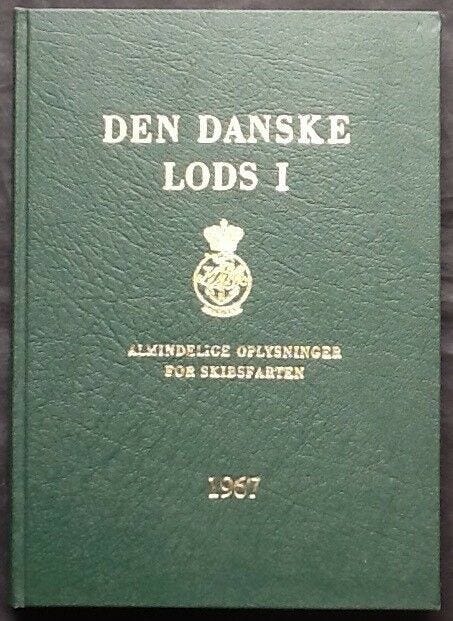 DEN DANSKE
LODS I
ALMINDELIGE OPLYSNINGER
FOR SKIBSFARTEN
1967